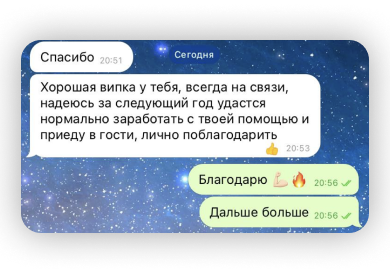 Сегодня
Спасибо 20:51
Хорошая випка у тебя, всегда на связи,
надеюсь за следующий год удастся
нормально заработать с твоей помощью и
приеду в гости, лично поблагодарить
👍 20:53
Благодарю 💪🏻🔥 20:56
Дальше больше 20:56